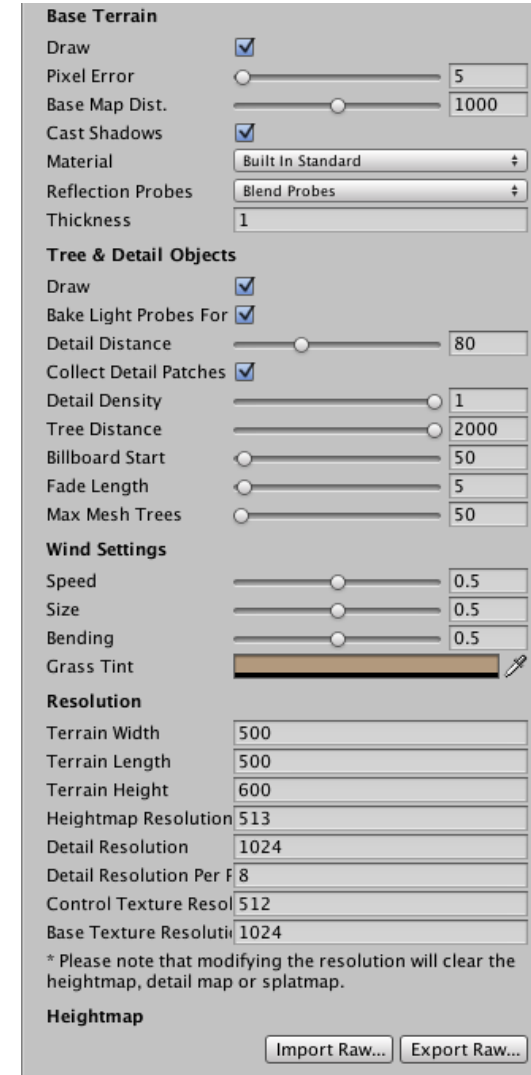 Base Terrain
Draw
Pixel Error 5
Base Map Dist. 1000
Cast Shadows
Material Built In Standard
Reflection Probes Blend Probes
Thickness 1
Tree & Detail Objects
Draw
Bake Light Probes For
Detail Distance 80
Collect Detail Patches
Detail Density 1
Tree Distance 2000
Billboard Start 50
Fade Length 5
Max Mesh Trees 50
Wind Settings
Speed 0.5
Size 0.5
Bending 0.5
Grass Tint
Resolution
Terrain Width 500
Terrain Length 500
Terrain Height 600
Heightmap Resolution 513
Detail Resolution 1024
Detail Resolution Per P 8
Control Texture Resol 512
Base Texture Resoluti 1024
* Please note that modifying the resolution will clear the
heightmap, detail map or splatmap.
Heightmap
Import Raw... Export Raw...